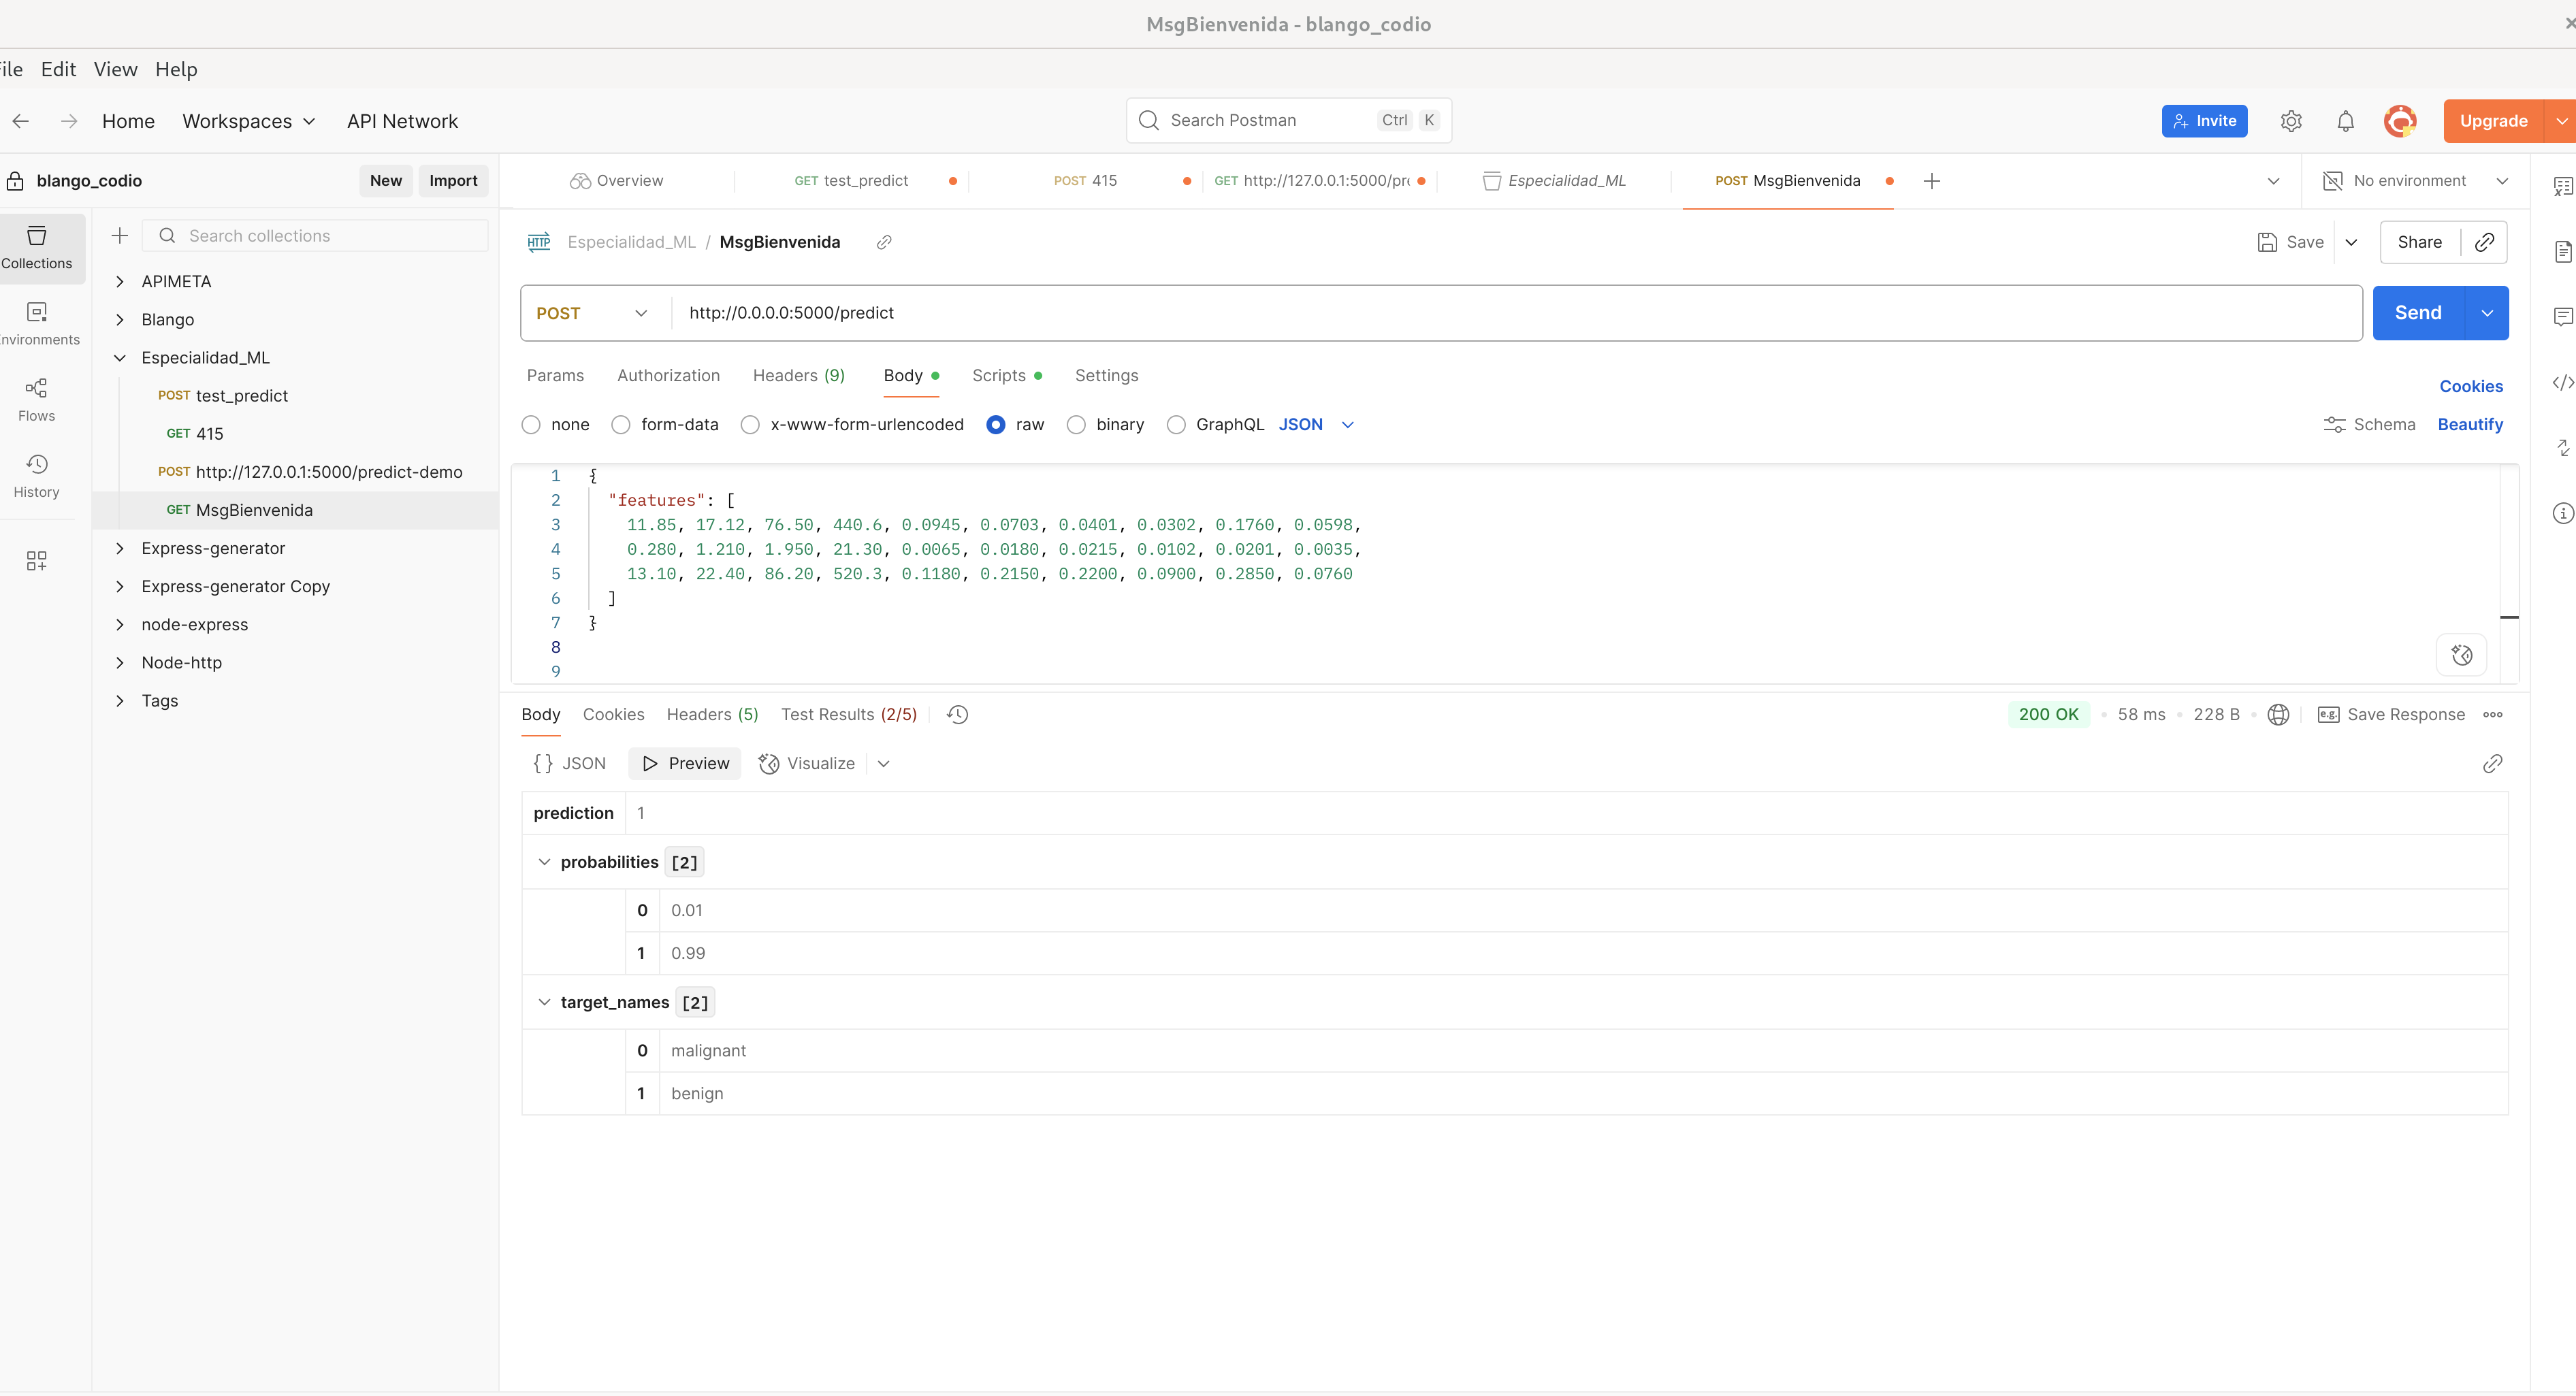 MsgBienvenida - blango_codio
File Edit View Help
Home Workspaces API Network
Search Postman Ctrl K
Invite
Upgrade
blango_codio New Import
Overview GET test_predict POST 415 GET http://127.0.0.1:5000/pr Especialidad_ML POST MsgBienvenida No environment
Collections
Environments
Flows
History
Search collections
APIMETA
Blango
Especialidad_ML
POST test_predict
GET 415
POST http://127.0.0.1:5000/predict-demo
GET MsgBienvenida
Express-generator
Express-generator Copy
node-express
Node-http
Tags
HTTP Especialidad_ML / MsgBienvenida
Save Share
POST http://0.0.0.0:5000/predict Send
Params Authorization Headers (9) Body Scripts Settings
Cookies
none form-data x-www-form-urlencoded raw binary GraphQL JSON
Schema Beautify
1 {
2 "features": [
3 11.85, 17.12, 76.50, 440.6, 0.0945, 0.0703, 0.0401, 0.0302, 0.1760, 0.0598,
4 0.280, 1.210, 1.950, 21.30, 0.0065, 0.0180, 0.0215, 0.0102, 0.0201, 0.0035,
5 13.10, 22.40, 86.20, 520.3, 0.1180, 0.2150, 0.2200, 0.0900, 0.2850, 0.0760
6 ]
7 }
8
9
Body Cookies Headers (5) Test Results (2/5)
200 OK 58 ms 228 B e.g. Save Response
{} JSON Preview Visualize
prediction 1
probabilities [2]
0 0.01
1 0.99
target_names [2]
0 malignant
1 benign